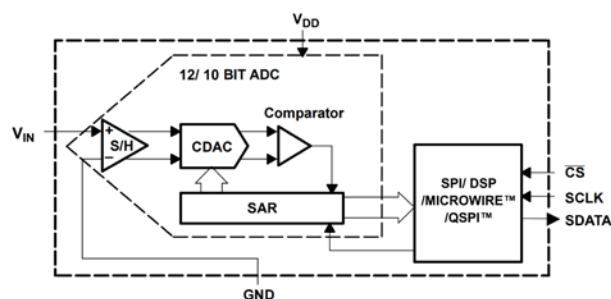 VDD
12/ 10 BIT ADC
Comparator
VIN
+
S/H
−
CDAC
SAR
SPI/ DSP
/MICROWIRE™
/QSPI™
CS
SCLK
SDATA
GND